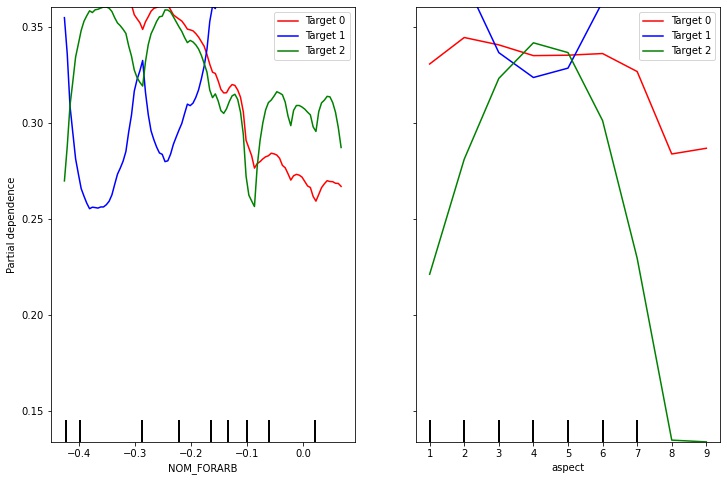 Target 0
Target 1
Target 2
Target 0
Target 1
Target 2
0.35
0.30
0.25
0.20
0.15
Partial dependence
−0.4 −0.3 −0.2 −0.1 0.0
NOM_FORARB
1 2 3 4 5 6 7 8 9
aspect